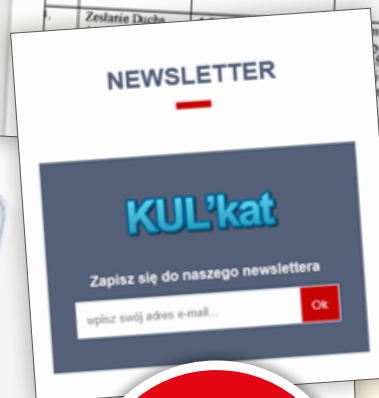 Zesłanie Ducha
NEWSLETTER
KUL'kat
Zapisz się do naszego newslettera
wpisz swój adres e-mail...
Ok